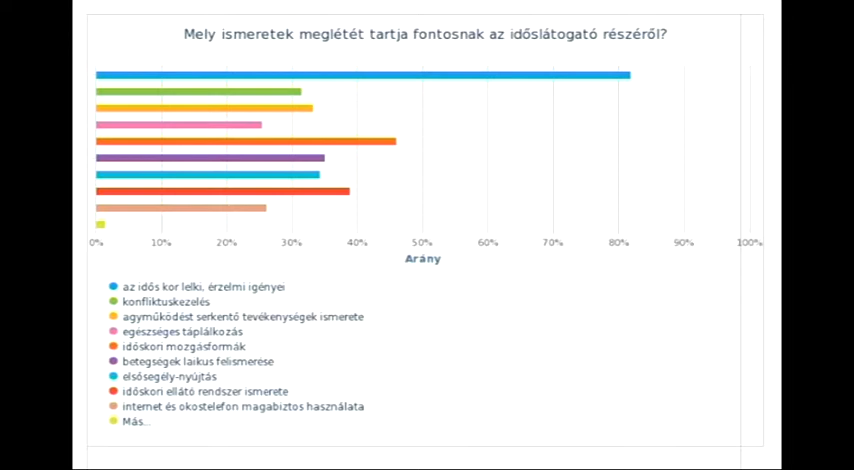 Mely ismeretek meglétét tartja fontosnak az időslátogató részéről?
0% 10% 20% 30% 40% 50% 60% 70% 80% 90% 100%
Arány
az idős kor lelki, érzelmi igényei
konfliktuskezelés
agyműködést serkentő tevékenységek ismerete
egészséges táplálkozás
időskori mozgásformák
betegségek laikus felismerése
elsősegély-nyújtás
időskori ellátó rendszer ismerete
internet és okostelefon magabiztos használata
Más...